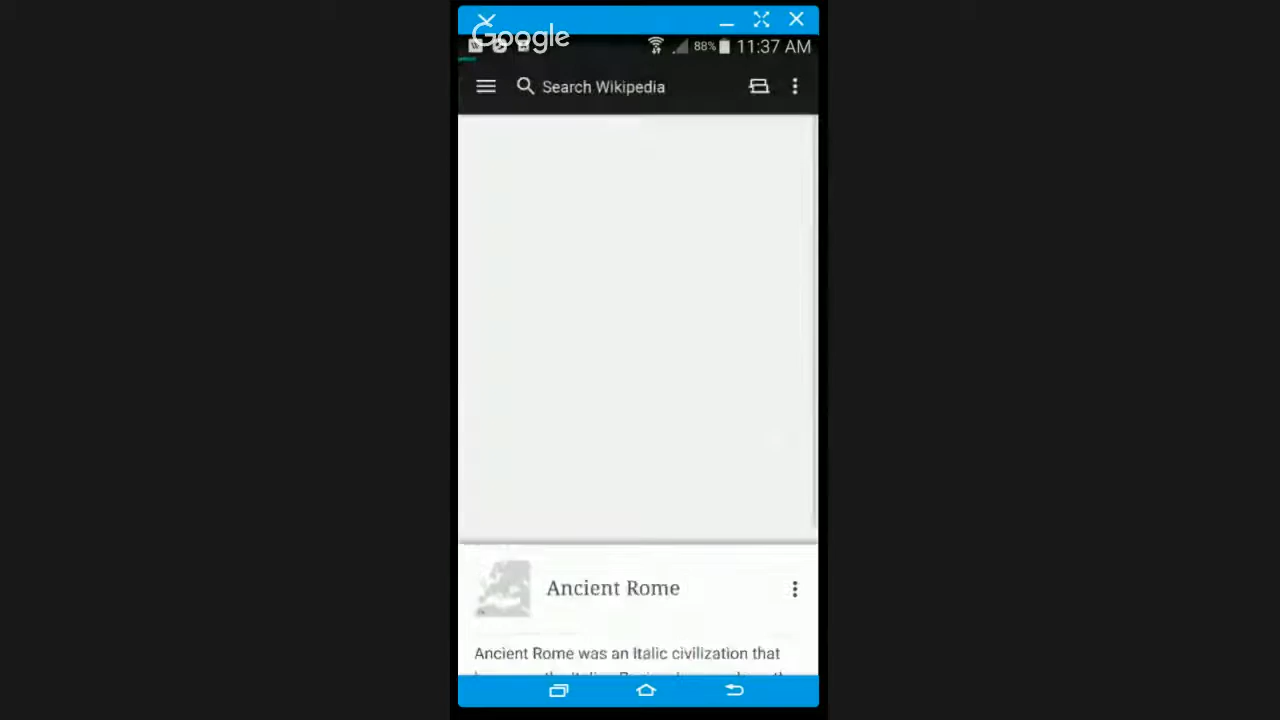 Google
88% 11:37 AM
Search Wikipedia
Ancient Rome
Ancient Rome was an Italic civilization that